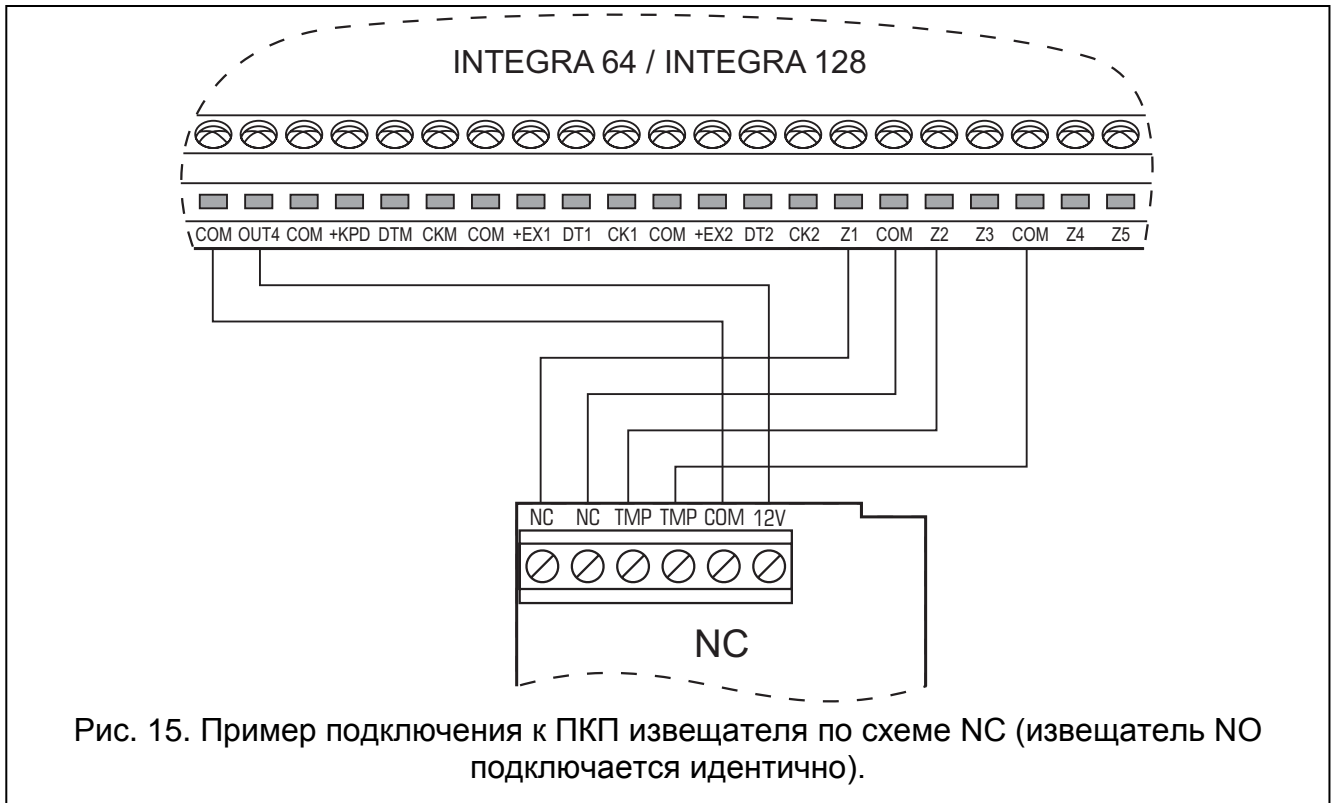 INTEGRA 64 / INTEGRA 128
COM OUT4 COM +KPD DTM CKM COM +EX1 DT1 CK1 COM +EX2 DT2 CK2 Z1 COM Z2 Z3 COM Z4 Z5
NC NC TMP TMP COM 12V
NC
Рис. 15. Пример подключения к ПКП извещателя по схеме NC (извещатель NO
подключается идентично).